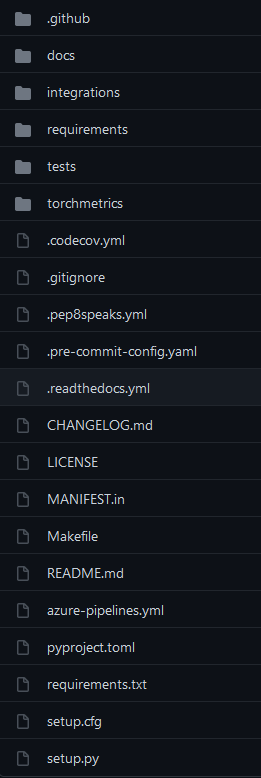 .github
docs
integrations
requirements
tests
torchmetrics
.codecov.yml
.gitignore
.pep8speaks.yml
.pre-commit-config.yaml
.readthedocs.yml
CHANGELOG.md
LICENSE
MANIFEST.in
Makefile
README.md
azure-pipelines.yml
pyproject.toml
requirements.txt
setup.cfg
setup.py